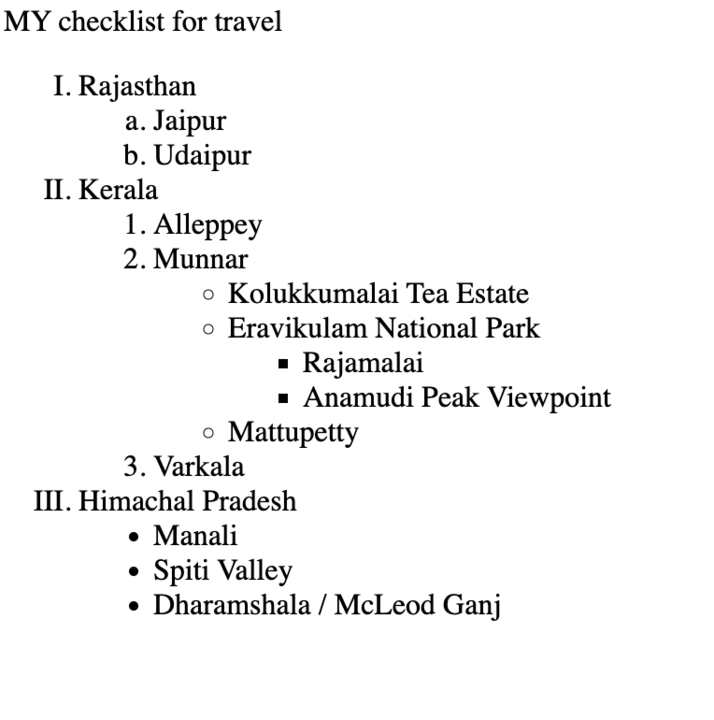 MY checklist for travel
I. Rajasthan
a. Jaipur
b. Udaipur
II. Kerala
1. Alleppey
2. Munnar
○ Kolukkumalai Tea Estate
○ Eravikulam National Park
▪ Rajamalai
▪ Anamudi Peak Viewpoint
○ Mattupetty
3. Varkala
III. Himachal Pradesh
• Manali
• Spiti Valley
• Dharamshala / McLeod Ganj